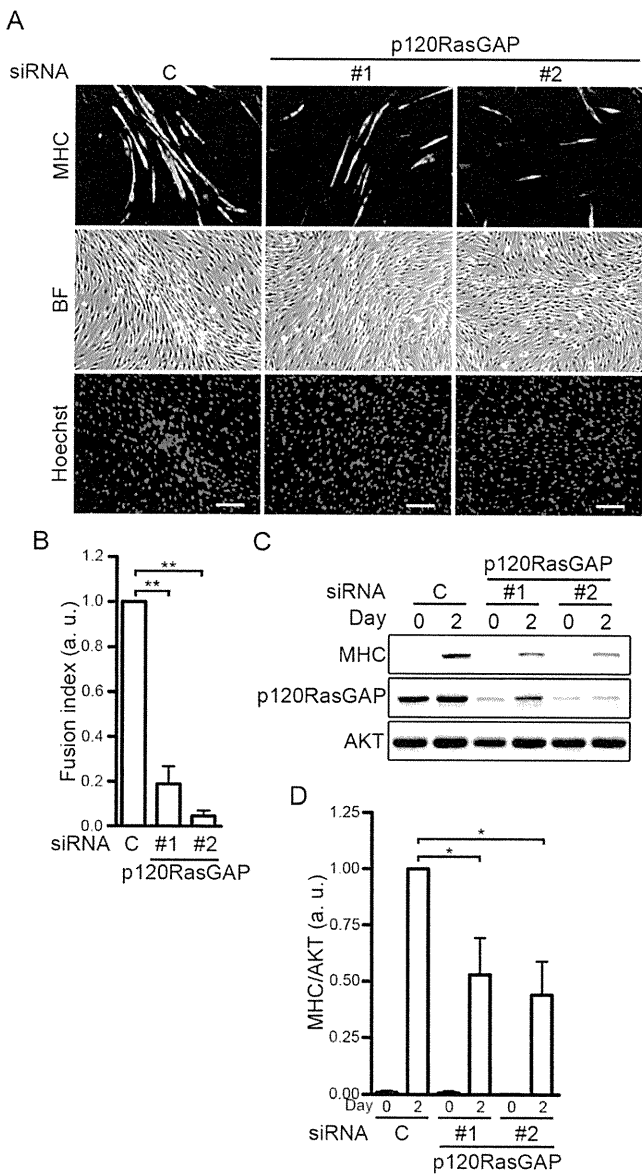 A
p120RasGAP
siRNA C #1 #2
MHC
BF
Hoechst
B
Fusion index (a. u.)
1.2
1.0
0.8
0.6
0.4
0.2
0.0
**
**
siRNA C #1 #2
p120RasGAP
C
p120RasGAP
siRNA C #1 #2
Day 0 2 0 2 0 2
MHC
p120RasGAP
AKT
D
MHC/AKT (a. u.)
1.25
1.00
0.75
0.50
0.25
0.00
*
*
Day 0 2 0 2 0 2
siRNA C #1 #2
p120RasGAP